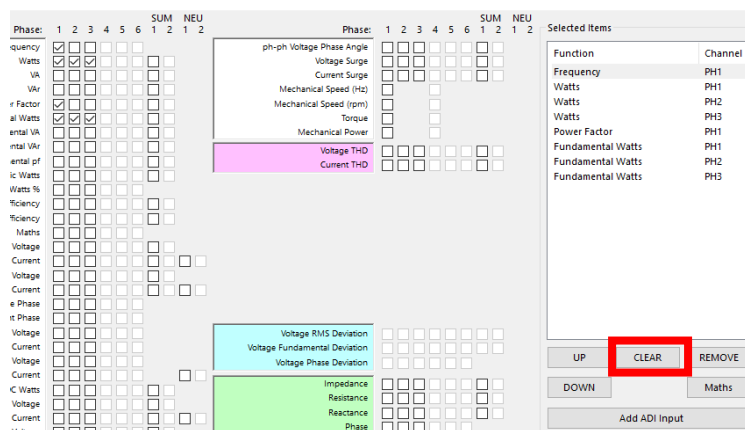 SUM NEU
Phase: 1 2 3 4 5 6 1 2 1 2
quency
Watts
VA
VAr
r Factor
al Watts
ental VA
ntal VAr
ental pf
ic Watts
Watts %
fficiency
fficiency
Maths
Voltage
Current
Voltage
Current
e Phase
t Phase
Voltage
Current
Voltage
Current
C Watts
Voltage
Current
SUM NEU
Phase: 1 2 3 4 5 6 1 2 1 2
ph-ph Voltage Phase Angle
Voltage Surge
Current Surge
Mechanical Speed (Hz)
Mechanical Speed (rpm)
Torque
Mechanical Power
Voltage THD
Current THD
Voltage RMS Deviation
Voltage Fundamental Deviation
Voltage Phase Deviation
Impedance
Resistance
Reactance
Phase
Selected Items
Function Channel
Frequency PH1
Watts PH1
Watts PH2
Watts PH3
Power Factor PH1
Fundamental Watts PH1
Fundamental Watts PH2
Fundamental Watts PH3
UP CLEAR REMOVE
DOWN Maths
Add ADI Input